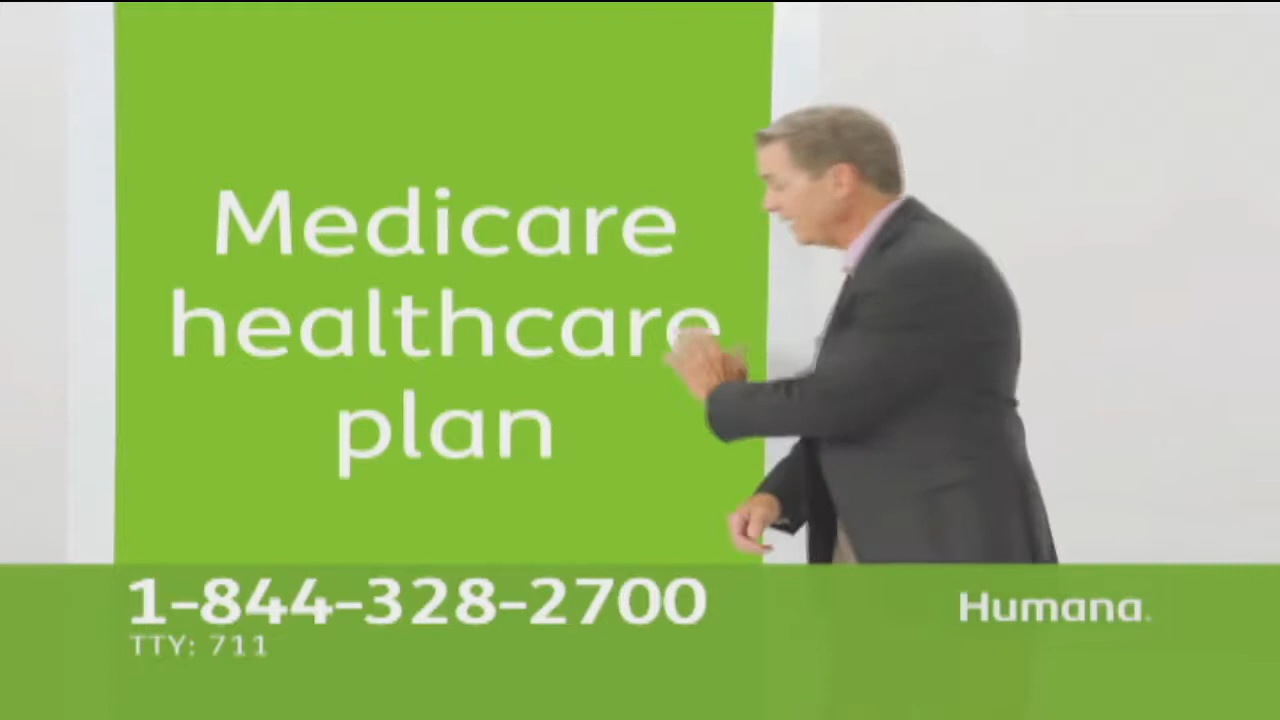 Medicare
healthcare
plan
1-844-328-2700
TTY: 711
Humana.